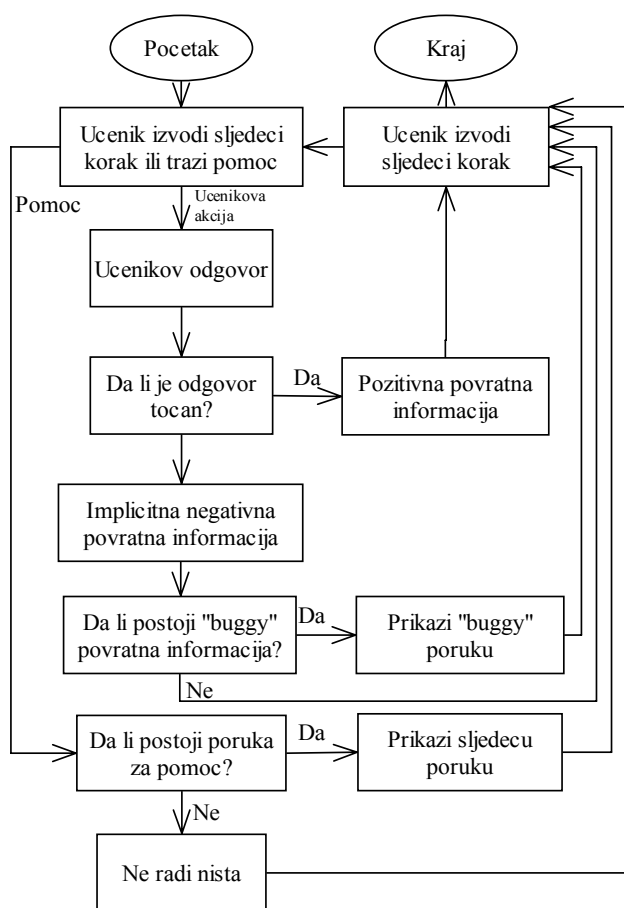 Pocetak
Kraj
Ucenik izvodi sljedeci
korak ili trazi pomoc
Ucenik izvodi
sljedeci korak
Pomoc
Ucenikova
akcija
Ucenikov odgovor
Da li je odgovor
tocan?
Da
Pozitivna povratna
informacija
Implicitna negativna
povratna informacija
Da li postoji "buggy"
povratna informacija?
Da
Prikazi "buggy"
poruku
Ne
Da li postoji poruka
za pomoc?
Da
Prikazi sljedecu
poruku
Ne
Ne radi nista